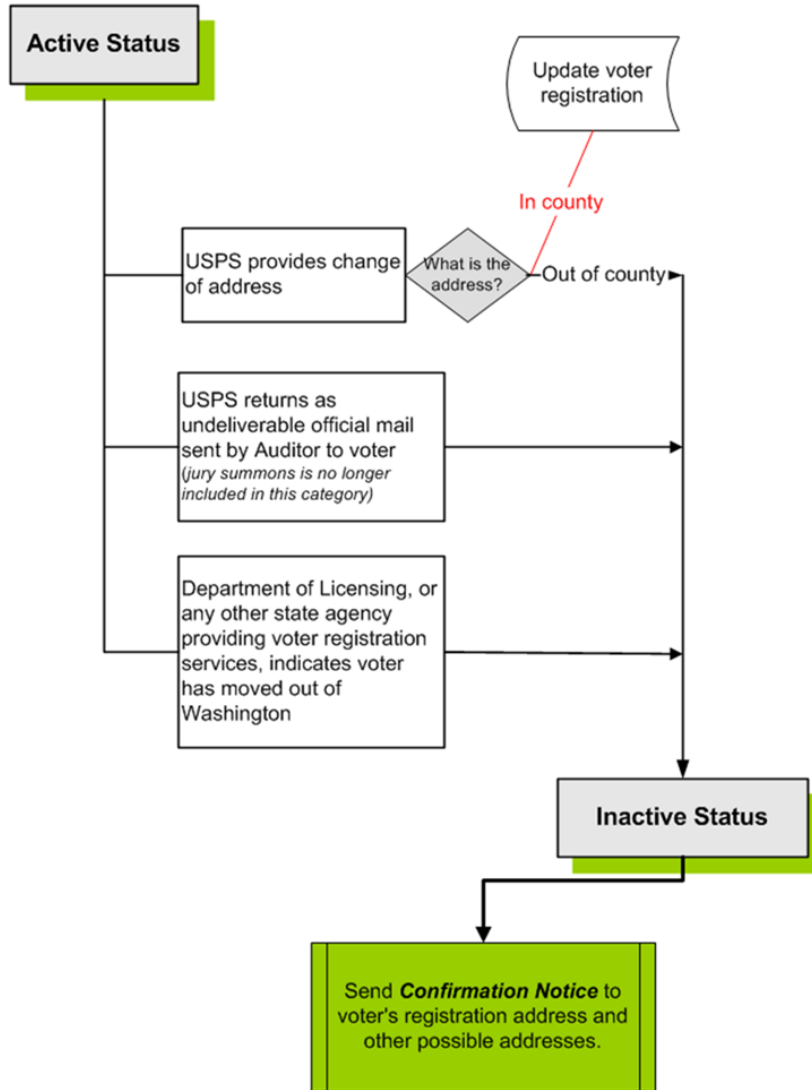 Active Status
Update voter
registration
In county
USPS provides change
of address
What is the
address?
Out of county
USPS returns as
undeliverable official mail
sent by Auditor to voter
(jury summons is no longer
included in this category)
Department of Licensing, or
any other state agency
providing voter registration
services, indicates voter
has moved out of
Washington
Inactive Status
Send Confirmation Notice to
voter's registration address and
other possible addresses.